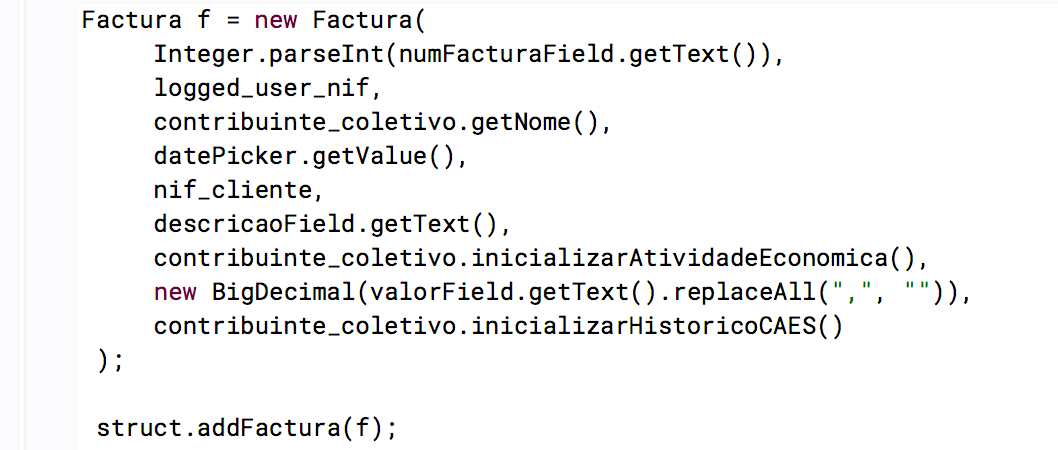 Factura f = new Factura(
Integer.parseInt(numFacturaField.getText()),
logged_user_nif,
contribuinte_coletivo.getNome(),
datePicker.getValue(),
nif_cliente,
descricaoField.getText(),
contribuinte_coletivo.inicializarAtividadeEconomica(),
new BigDecimal(valorField.getText().replaceAll(",", "")),
contribuinte_coletivo.inicializarHistoricoCAES()
);
struct.addFactura(f);